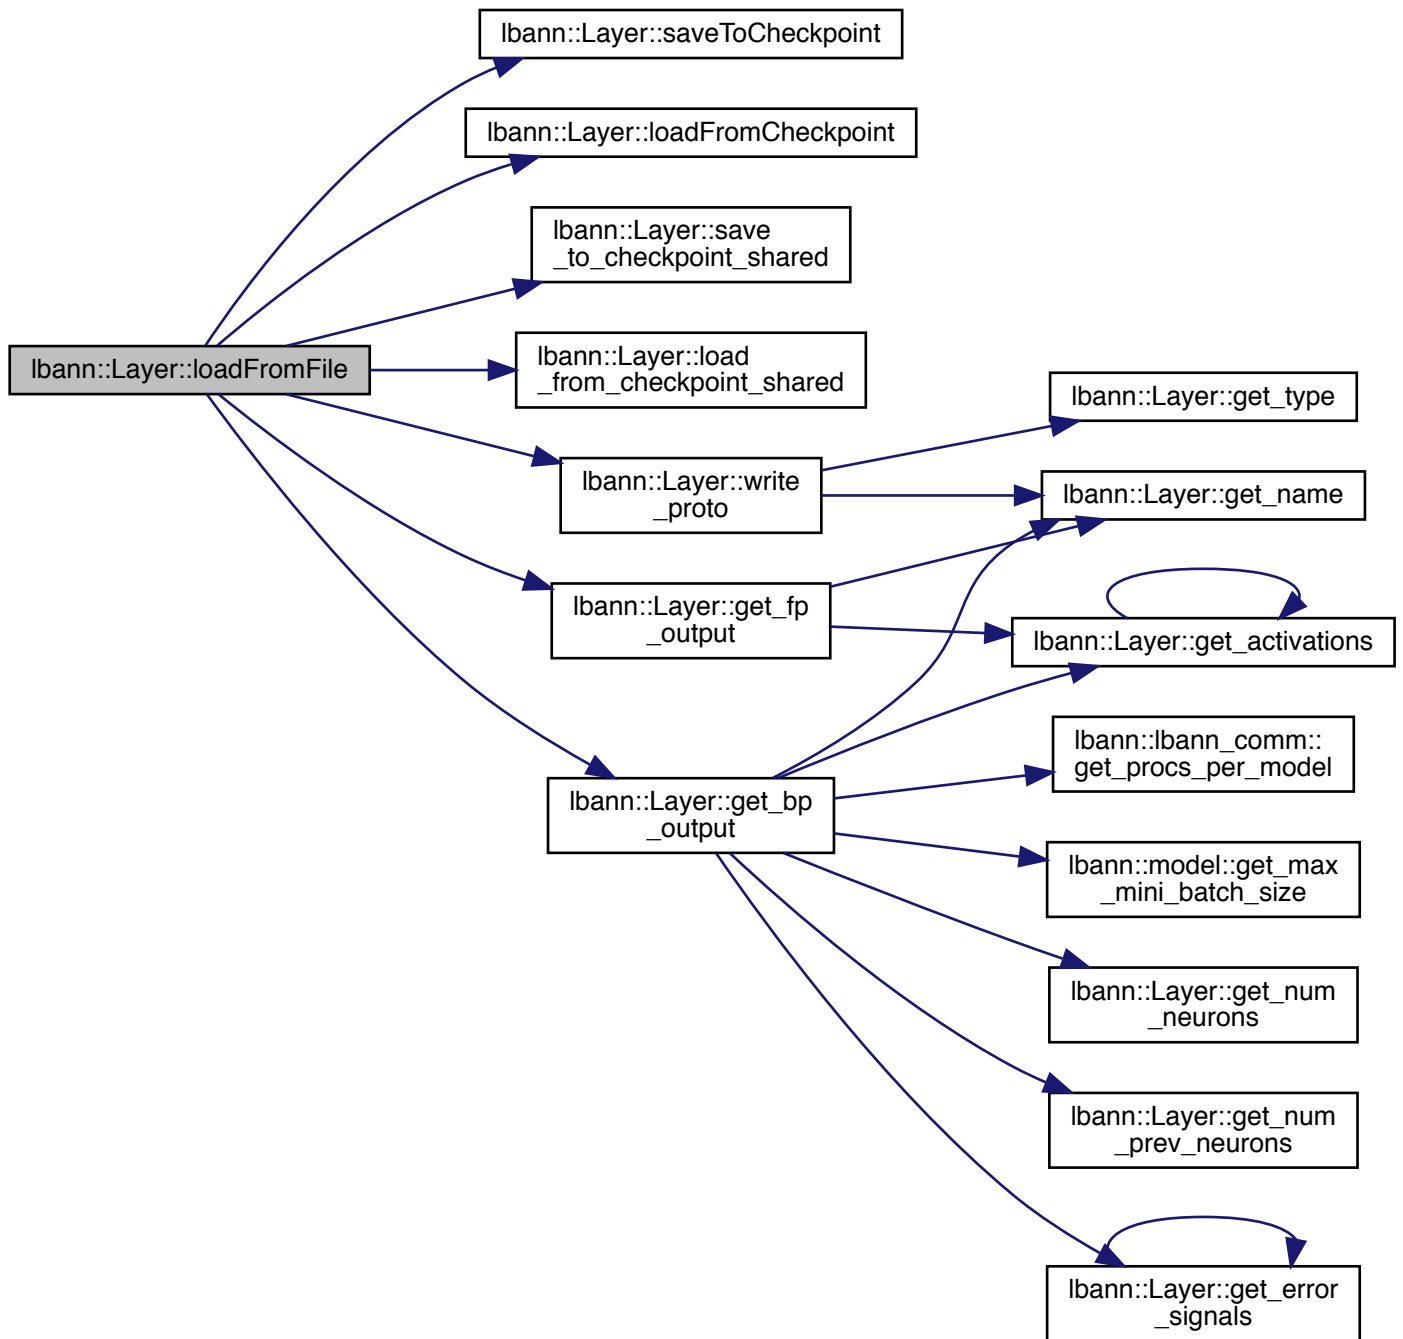 lbann::Layer::saveToCheckpoint
lbann::Layer::loadFromCheckpoint
lbann::Layer::save
_to_checkpoint_shared
lbann::Layer::loadFromFile
lbann::Layer::load
_from_checkpoint_shared
lbann::Layer::get_type
lbann::Layer::write
_proto
lbann::Layer::get_name
lbann::Layer::get_fp
_output
lbann::Layer::get_activations
lbann::lbann_comm::
get_procs_per_model
lbann::Layer::get_bp
_output
lbann::model::get_max
_mini_batch_size
lbann::Layer::get_num
_neurons
lbann::Layer::get_num
_prev_neurons
lbann::Layer::get_error
_signals